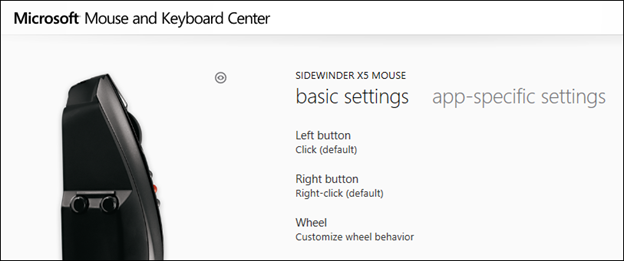 Microsoft Mouse and Keyboard Center
SIDEWINDER X5 MOUSE
basic settings app-specific settings
Left button
Click (default)
Right button
Right-click (default)
Wheel
Customize wheel behavior